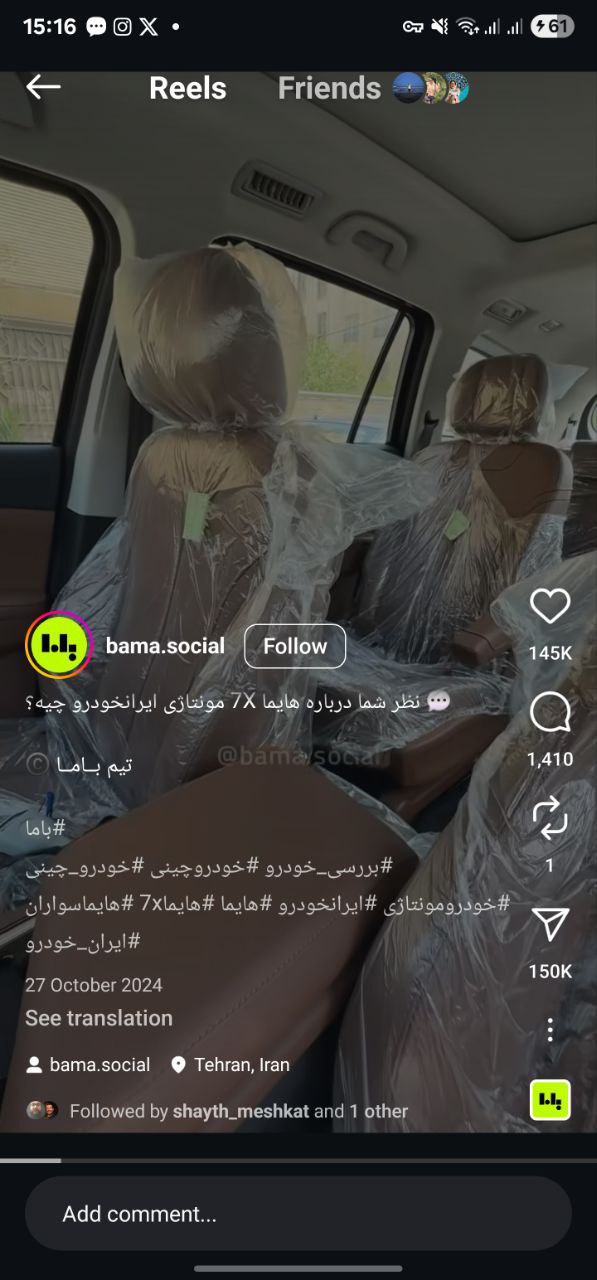 15:16
61
Reels
Friends
bama.social
Follow
💬 نظر شما درباره هایما 7X مونتاژی ایرانخودرو چیه؟
@bama.social
© تیم بــامــا
#باما
#بررسی_خودرو #خودروچینی #خودرو_چینی
#خودرومونتاژی #ایرانخودرو #هایما #هایما7x #هایماسواران
#ایران_خودرو
27 October 2024
See translation
bama.social
Tehran, Iran
Followed by shayth_meshkat and 1 other
145K
1,410
1
150K
Add comment...